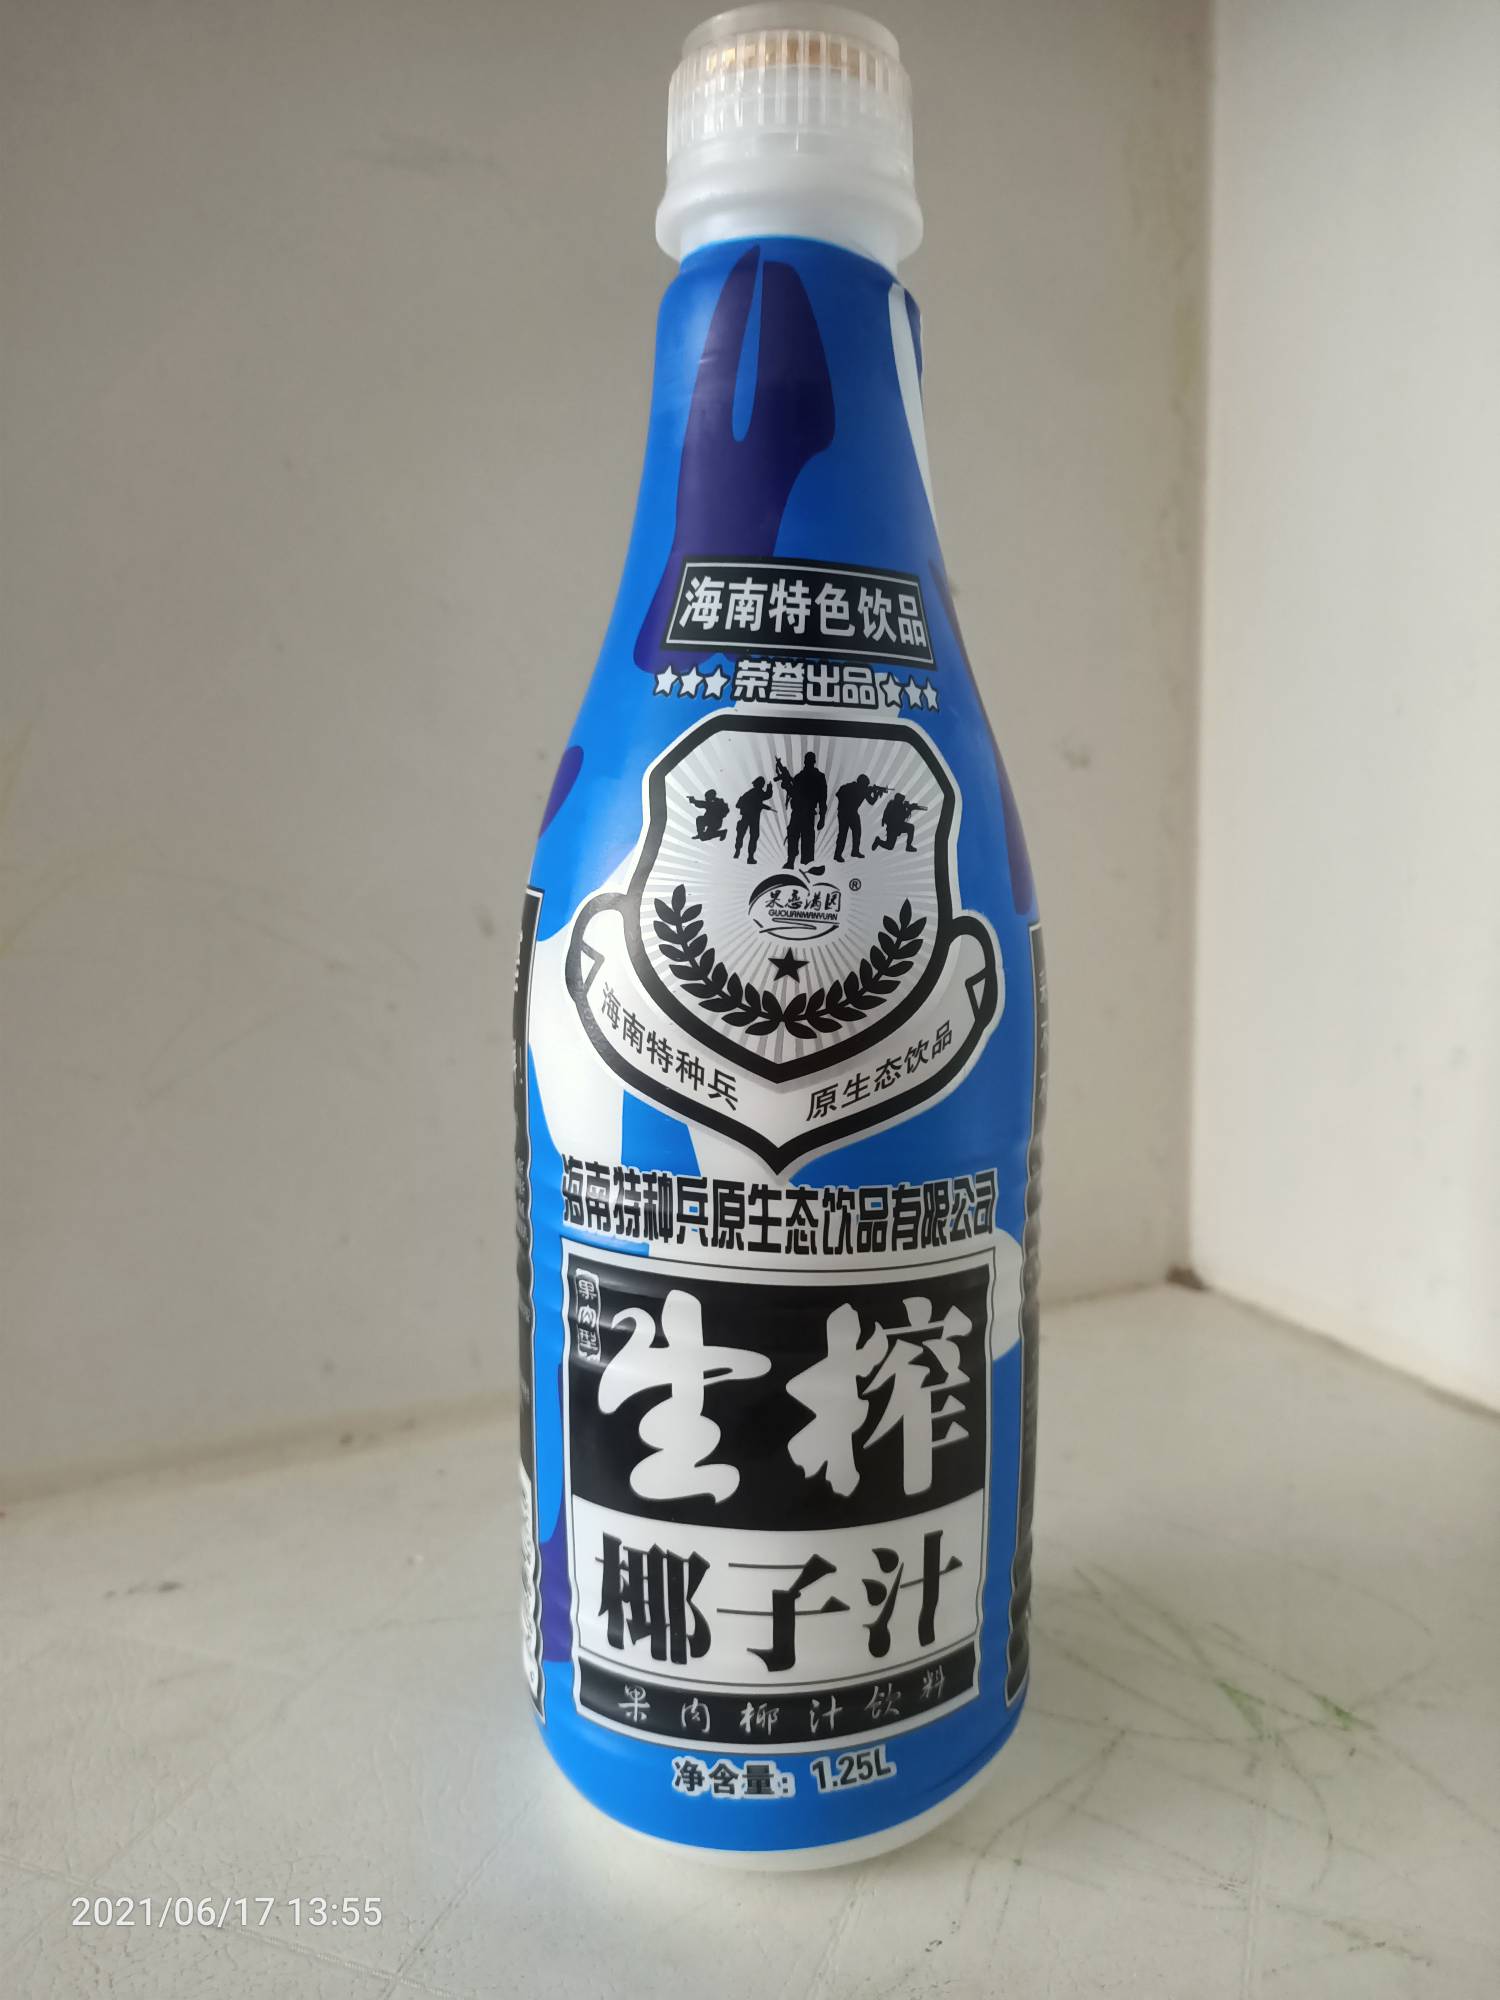 海南特色饮品
★★★荣誉出品★★★
果恋满园®
GUOLIANMANYUAN
海南特种兵 原生态饮品
海南特种兵原生态饮品有限公司
果肉型
生榨
椰子汁
果肉椰汁饮料
净含量：1.25L
2021/06/17 13:55